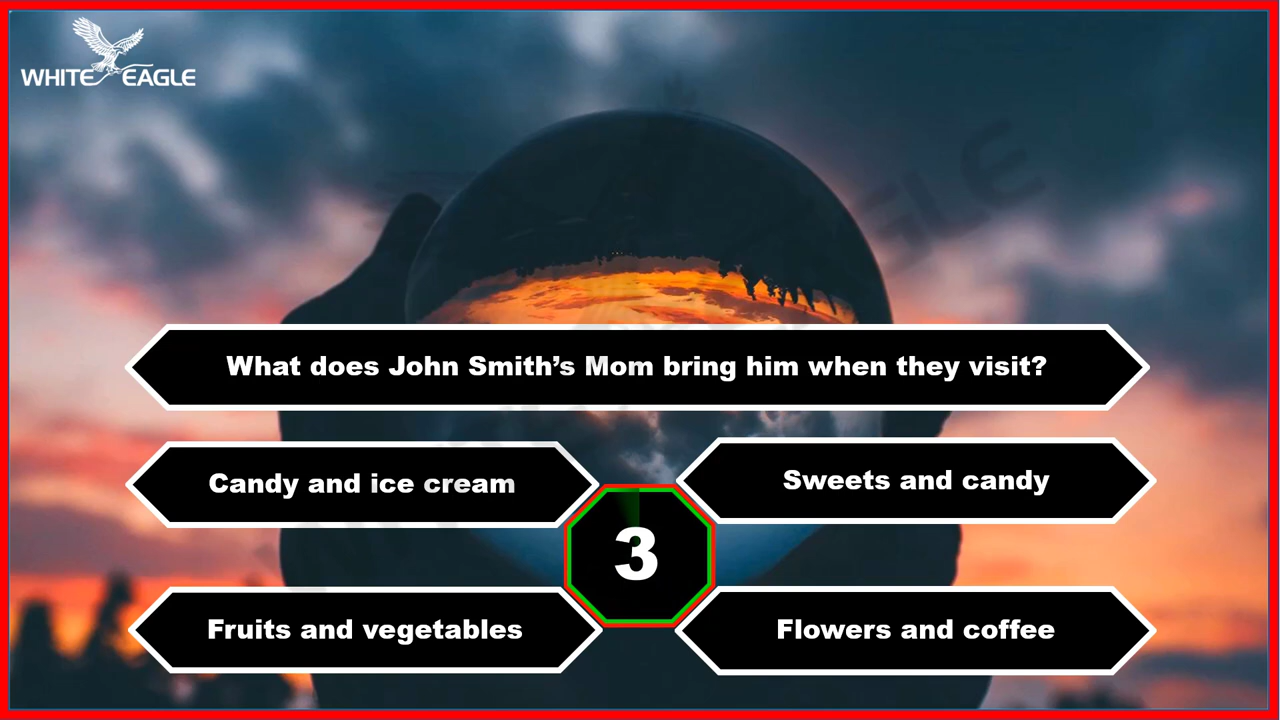 WHITE EAGLE
What does John Smith’s Mom bring him when they visit?
Candy and ice cream
Sweets and candy
3
Fruits and vegetables
Flowers and coffee